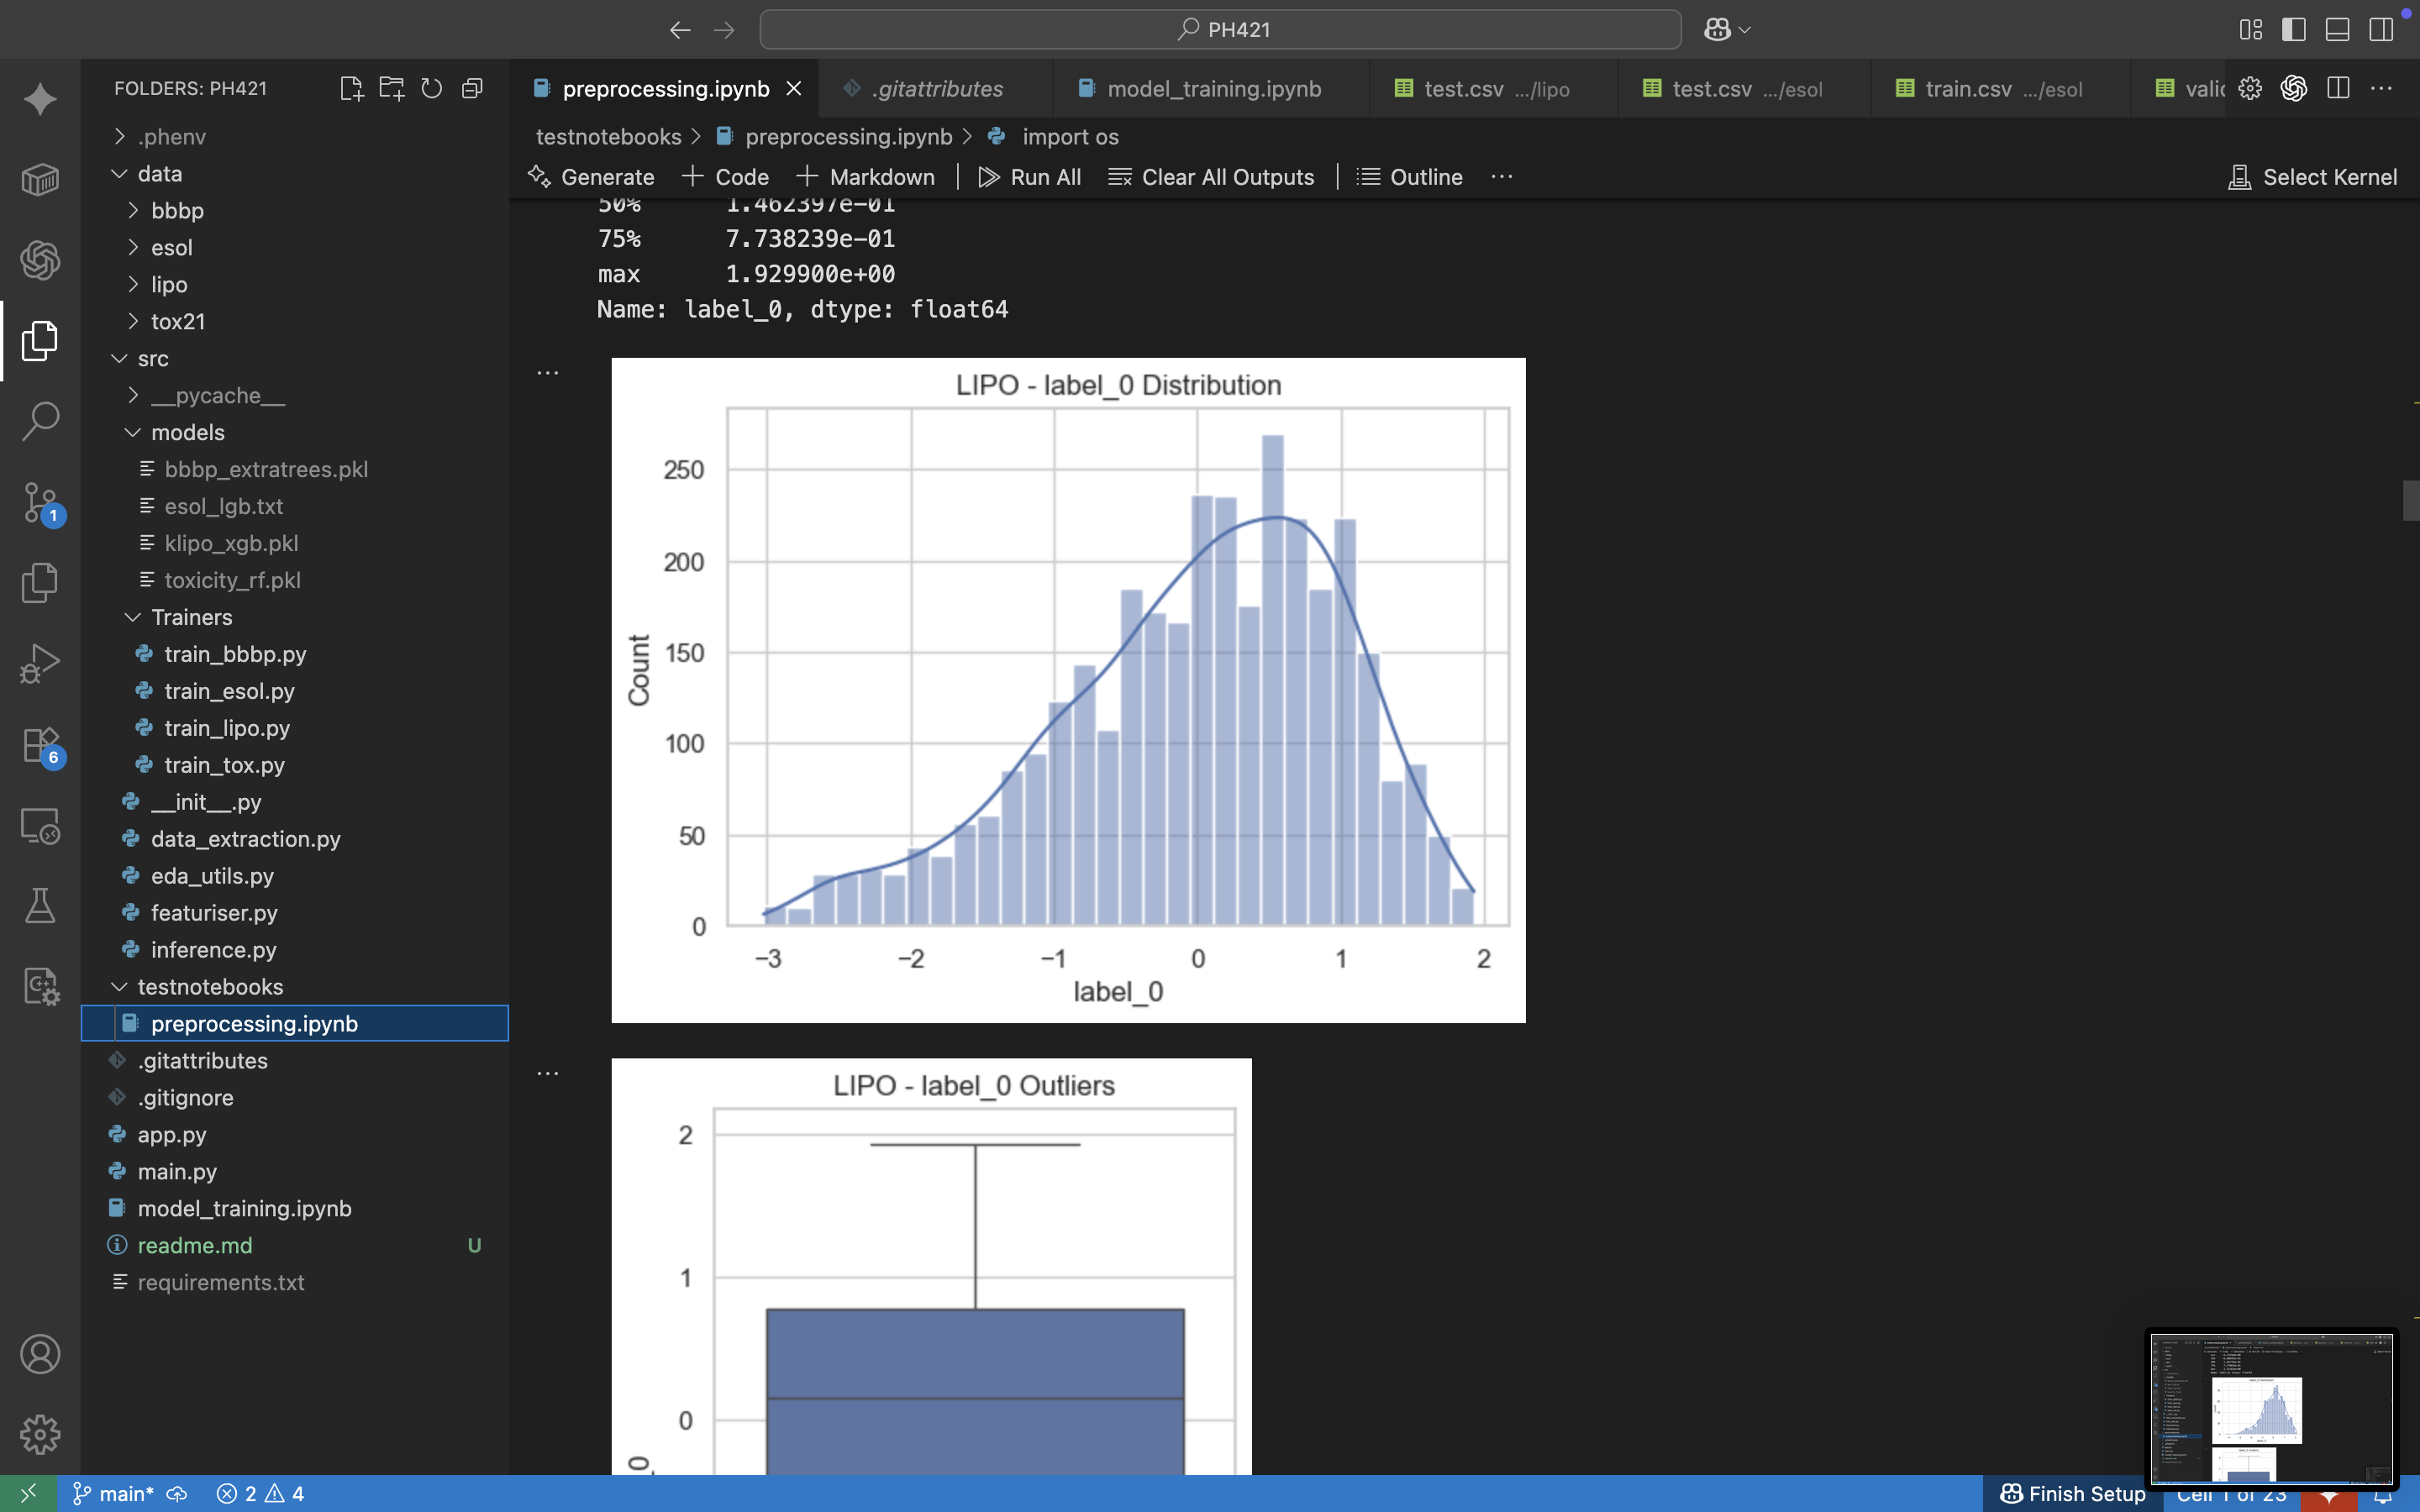 PH421
FOLDERS: PH421
.phenv
data
bbbp
esol
lipo
tox21
src
__pycache__
models
bbbp_extratrees.pkl
esol_lgb.txt
klipo_xgb.pkl
toxicity_rf.pkl
Trainers
train_bbbp.py
train_esol.py
train_lipo.py
train_tox.py
__init__.py
data_extraction.py
eda_utils.py
featuriser.py
inference.py
testnotebooks
preprocessing.ipynb
.gitattributes
.gitignore
app.py
main.py
model_training.ipynb
readme.md U
requirements.txt
1
6
preprocessing.ipynb .gitattributes model_training.ipynb test.csv .../lipo test.csv .../esol train.csv .../esol valid
testnotebooks > preprocessing.ipynb > import os
Generate + Code + Markdown Run All Clear All Outputs Outline ... Select Kernel
50% 1.462397e-01
75% 7.738239e-01
max 1.929900e+00
Name: label_0, dtype: float64
LIPO - label_0 Distribution
Count
250
200
150
100
50
0
−3 −2 −1 0 1 2
label_0
LIPO - label_0 Outliers
2
1
0
main* 2 4 Finish Setup Cell 1 of 23